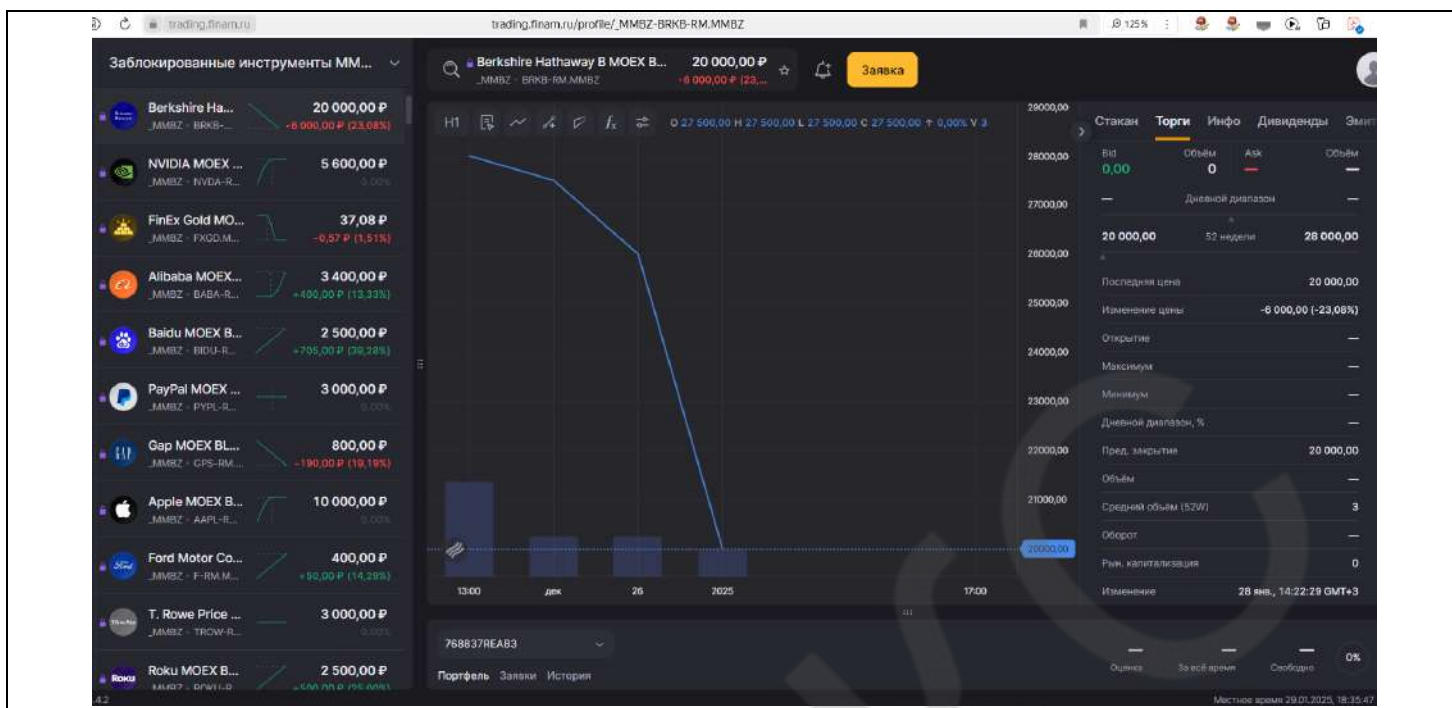 trading.finam.ru
trading.finam.ru/profile/_MMBZ-BRKB-RM.MMBZ
125 %
Заблокированные инструменты MM...
Berkshire Ha...
20 000,00 ₽
_MMBZ · BRKB-...
-6 000,00 ₽ (23,08%)
NVIDIA MOEX ...
5 600,00 ₽
_MMBZ · NVDA-R...
0,00%
FinEx Gold MO...
37,08 ₽
_MMBZ · FXGD.M...
-0,57 ₽ (1,51%)
Alibaba MOEX...
3 400,00 ₽
_MMBZ · BABA-R...
+400,00 ₽ (13,33%)
Baidu MOEX B...
2 500,00 ₽
_MMBZ · BIDU-R...
+705,00 ₽ (39,28%)
PayPal MOEX ...
3 000,00 ₽
_MMBZ · PYPL-R...
0,00%
Gap MOEX BL...
800,00 ₽
_MMBZ · GPS-RM....
-190,00 ₽ (19,19%)
Apple MOEX B...
10 000,00 ₽
_MMBZ · AAPL-R...
0,00%
Ford Motor Co...
400,00 ₽
_MMBZ · F-RM.M...
+50,00 ₽ (14,29%)
T. Rowe Price ...
3 000,00 ₽
_MMBZ · TROW-R...
0,00%
Roku MOEX B...
2 500,00 ₽
_MMBZ · ROKU-R...
+500,00 ₽ (25,00%)
4.2
Berkshire Hathaway B MOEX B...
20 000,00 ₽
_MMBZ · BRKB-RM.MMBZ
-6 000,00 ₽ (23,...
Заявка
H1
O 27 500,00 H 27 500,00 L 27 500,00 C 27 500,00 ↑ 0,00% V 3
29000,00
28000,00
27000,00
26000,00
25000,00
24000,00
23000,00
22000,00
21000,00
20000,00
13:00 дек 26 2025 17:00
768837REAB3
Портфель Заявки История
Стакан Торги Инфо Дивиденды Эмит
Bid Объём Ask Объём
0,00 0 — —
— Дневной диапазон —
20 000,00 52 недели 28 000,00
Последняя цена 20 000,00
Изменение цены -6 000,00 (-23,08%)
Открытие —
Максимум —
Минимум —
Дневной диапазон, % —
Пред. закрытие 20 000,00
Объём —
Средний объём (52W) 3
Оборот —
Рын. капитализация 0
Изменение 28 янв., 14:22:29 GMT+3
— — —
Оценка За всё время Свободно 0%
Местное время 29.01.2025, 18:35:47